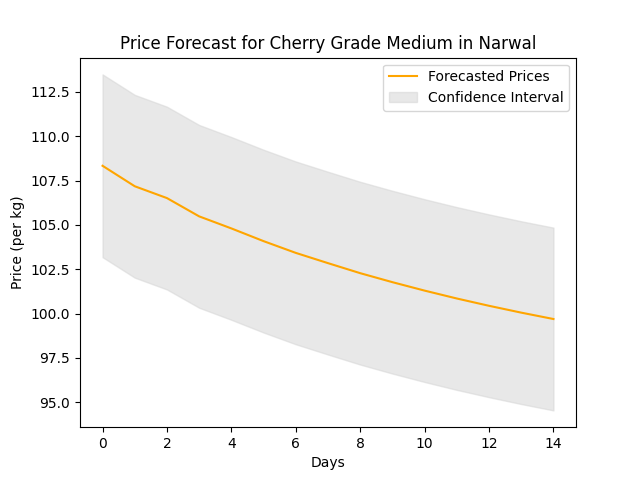 Price Forecast for Cherry Grade Medium in Narwal
Forecasted Prices
Confidence Interval
Price (per kg)
112.5
110.0
107.5
105.0
102.5
100.0
97.5
95.0
0 2 4 6 8 10 12 14
Days